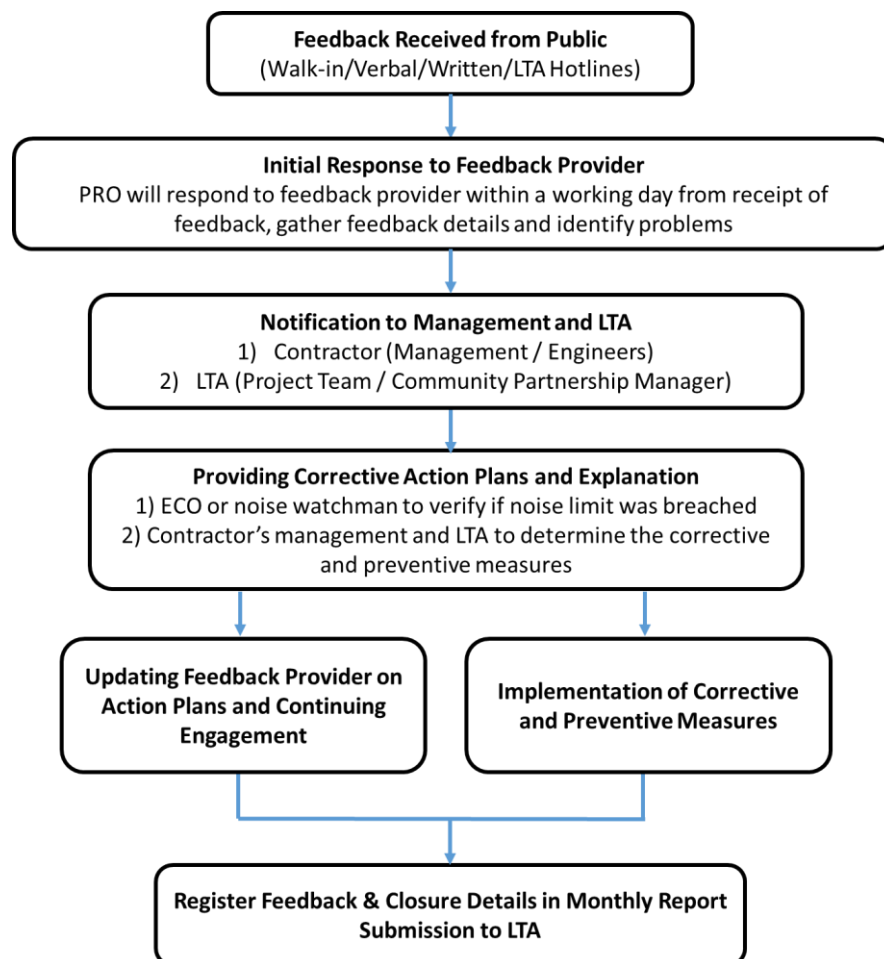 Feedback Received from Public
(Walk-in/Verbal/Written/LTA Hotlines)
Initial Response to Feedback Provider
PRO will respond to feedback provider within a working day from receipt of
feedback, gather feedback details and identify problems
Notification to Management and LTA
1) Contractor (Management / Engineers)
2) LTA (Project Team / Community Partnership Manager)
Providing Corrective Action Plans and Explanation
1) ECO or noise watchman to verify if noise limit was breached
2) Contractor’s management and LTA to determine the corrective
and preventive measures
Updating Feedback Provider on
Action Plans and Continuing
Engagement
Implementation of Corrective
and Preventive Measures
Register Feedback & Closure Details in Monthly Report
Submission to LTA